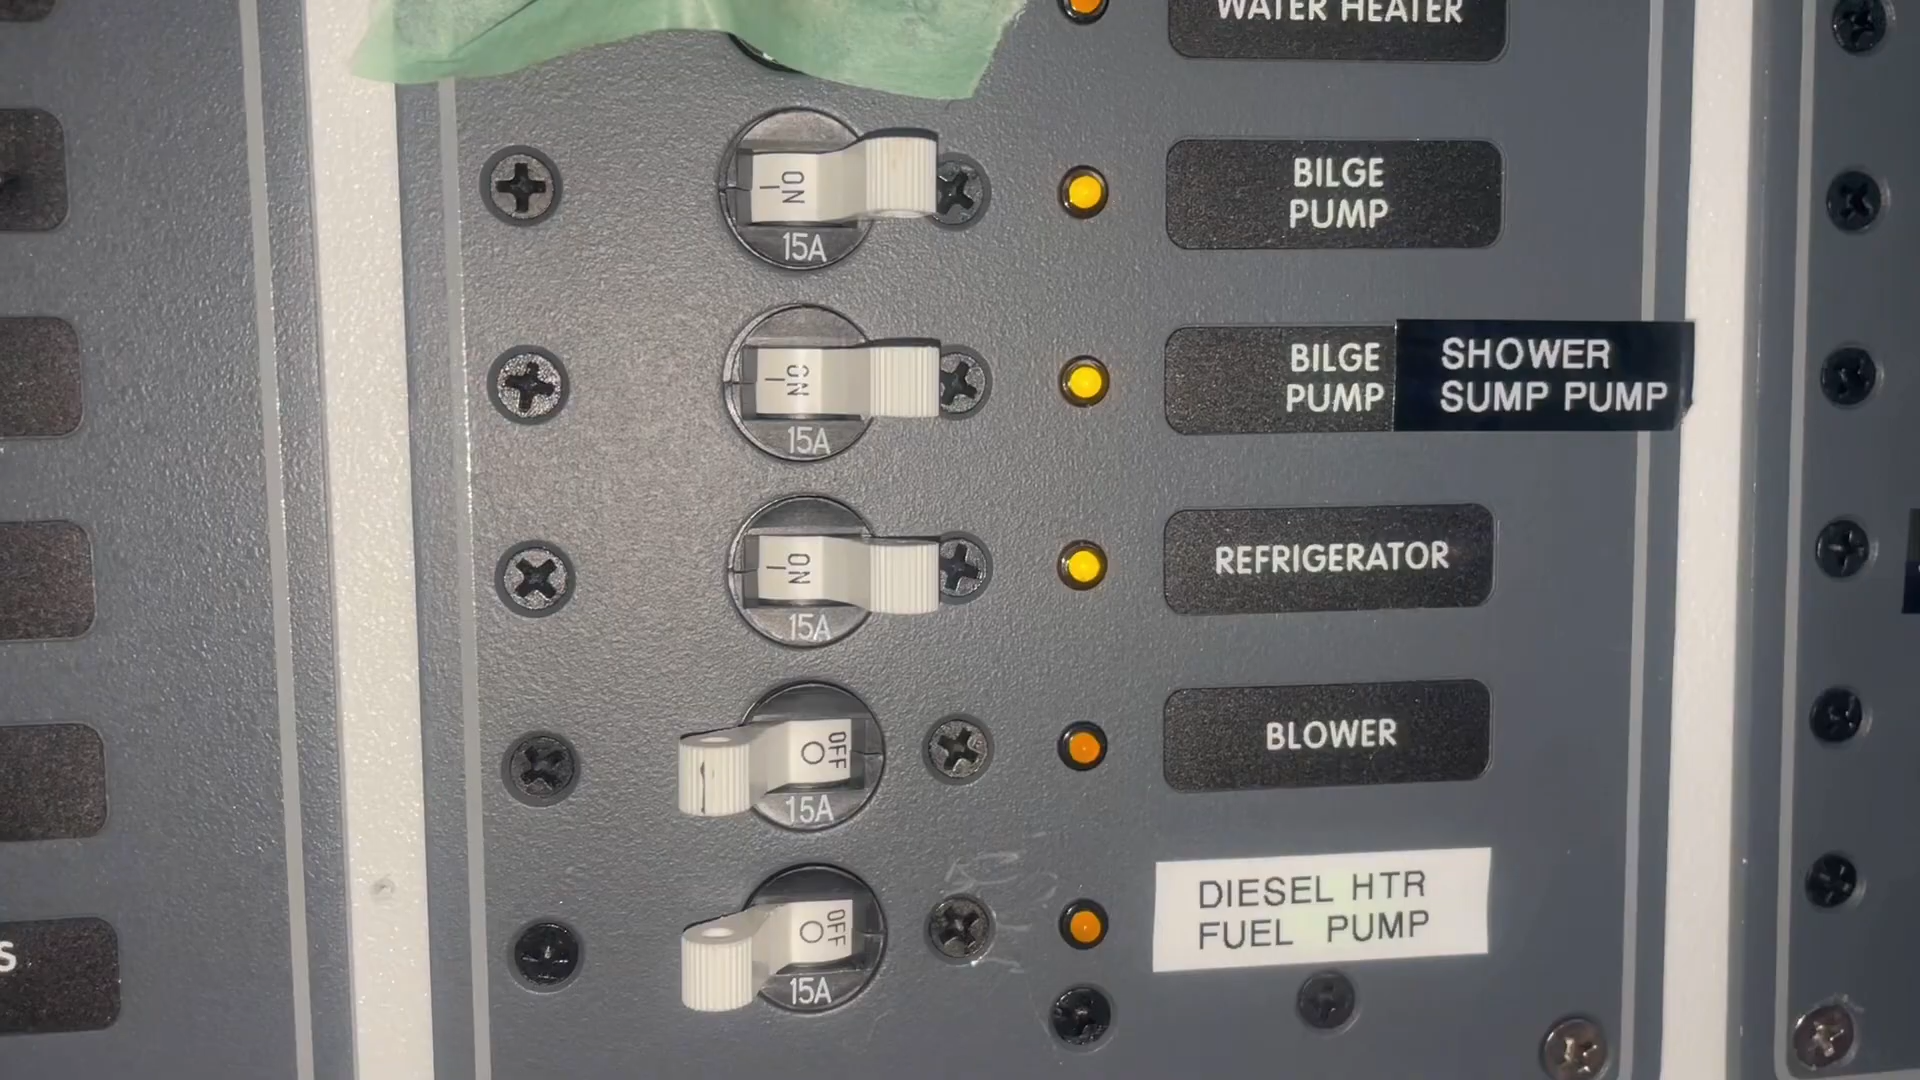 WATER HEATER
I ON
15A
BILGE
PUMP
I ON
15A
BILGE
PUMP
SHOWER
SUMP PUMP
I ON
15A
REFRIGERATOR
O OFF
15A
BLOWER
O OFF
15A
DIESEL HTR
FUEL PUMP
S